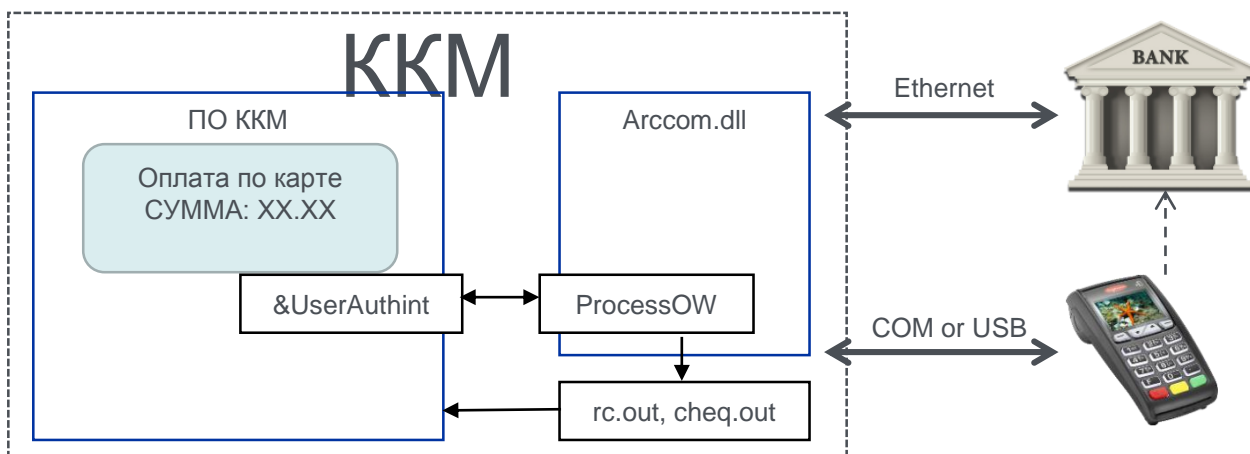 ККМ
ПО ККМ
Оплата по карте
СУММА: XX.XX
&UserAuthint
Arccom.dll
ProcessOW
rc.out, cheq.out
Ethernet
BANK
COM or USB